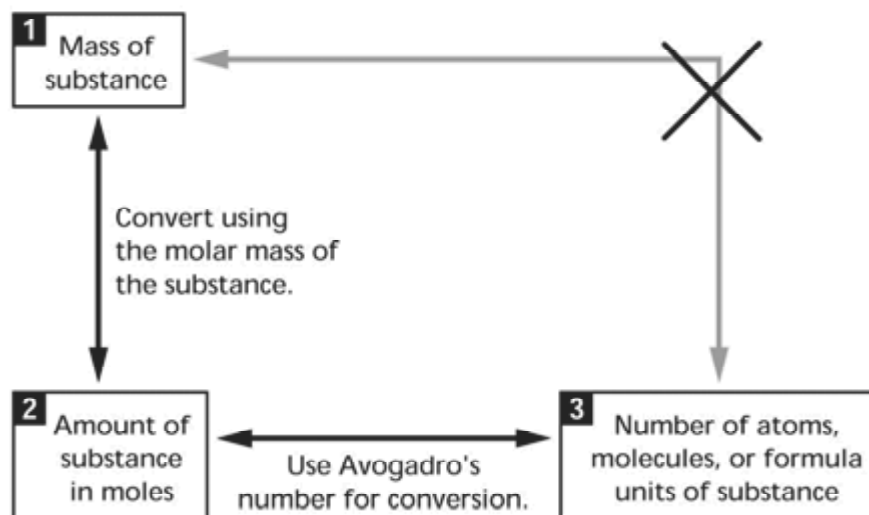 1
Mass of
substance
Convert using
the molar mass of
the substance.
2
Amount of
substance
in moles
Use Avogadro's
number for conversion.
3
Number of atoms,
molecules, or formula
units of substance